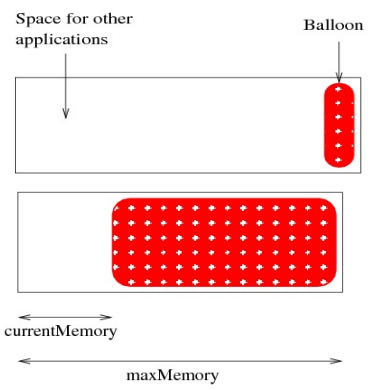 Space for other
applications
Balloon
currentMemory
maxMemory